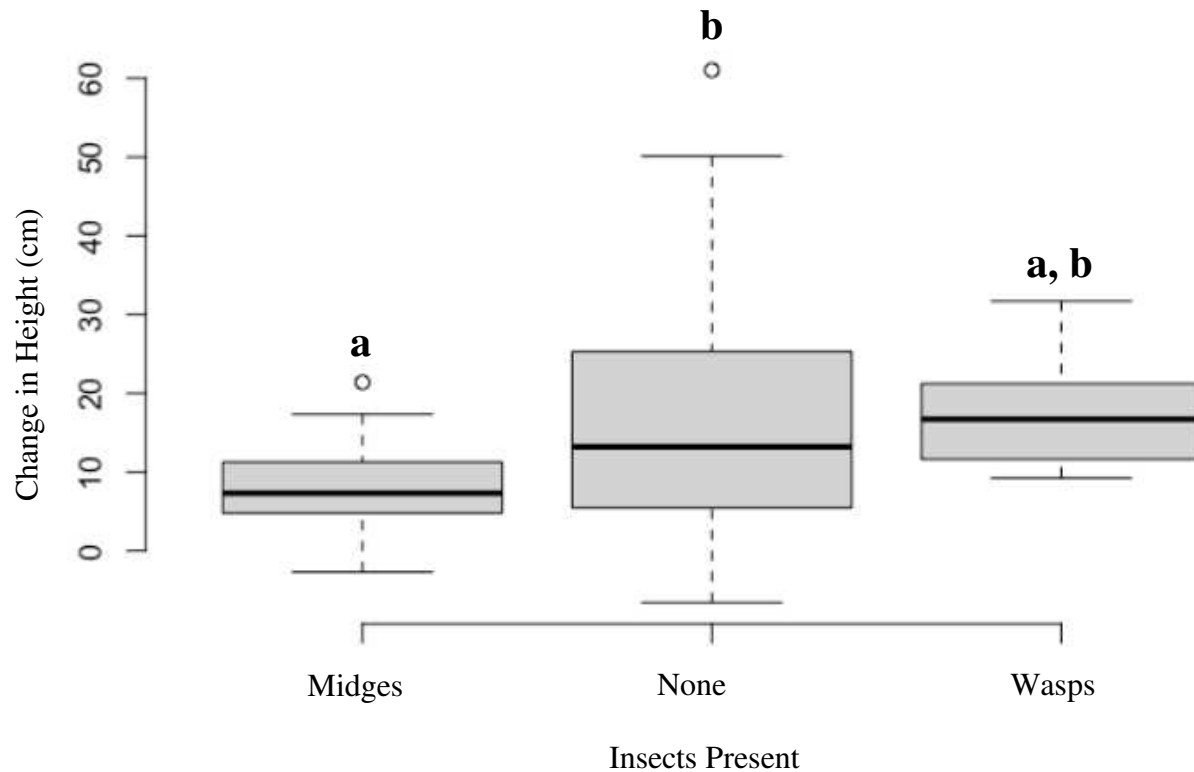 b
60
50
40
30
20
10
0
Change in Height (cm)
a
a, b
Midges None Wasps
Insects Present